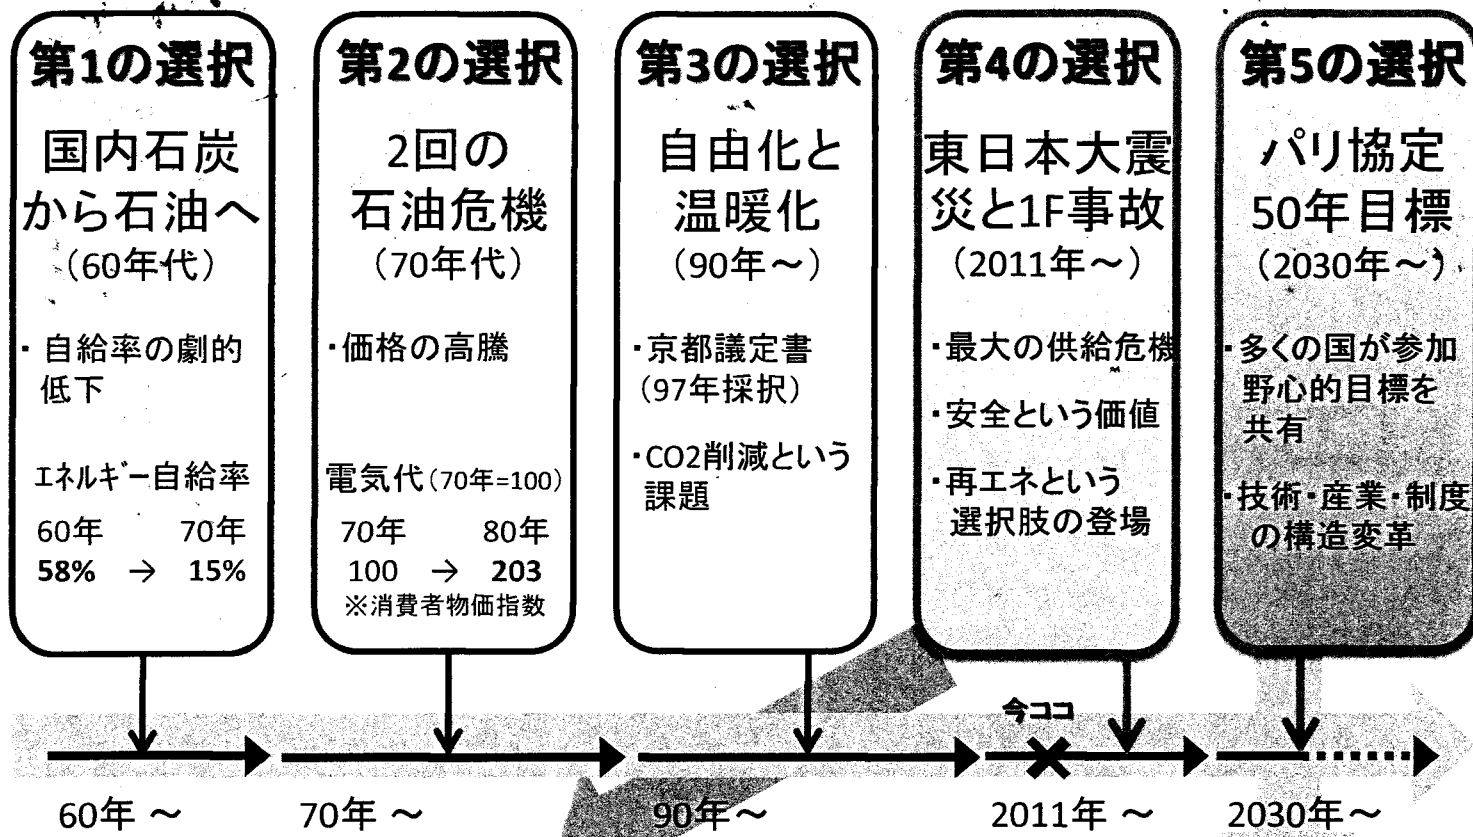 第1の選択
国内石炭
から石油へ
（60年代）
・自給率の劇的
低下
エネルギー自給率
60年 70年
58% → 15%
第2の選択
2回の
石油危機
（70年代）
・価格の高騰
電気代（70年=100）
70年 80年
100 → 203
※消費者物価指数
第3の選択
自由化と
温暖化
（90年～）
・京都議定書
（97年採択）
・CO2削減という
課題
第4の選択
東日本大震
災と1F事故
（2011年～）
・最大の供給危機
・安全という価値
・再エネという
選択肢の登場
第5の選択
パリ協定
50年目標
（2030年～）
・多くの国が参加
野心的目標を
共有
・技術・産業・制度
の構造変革
今ココ
60年 ～
70年 ～
90年～
2011年 ～
2030年～